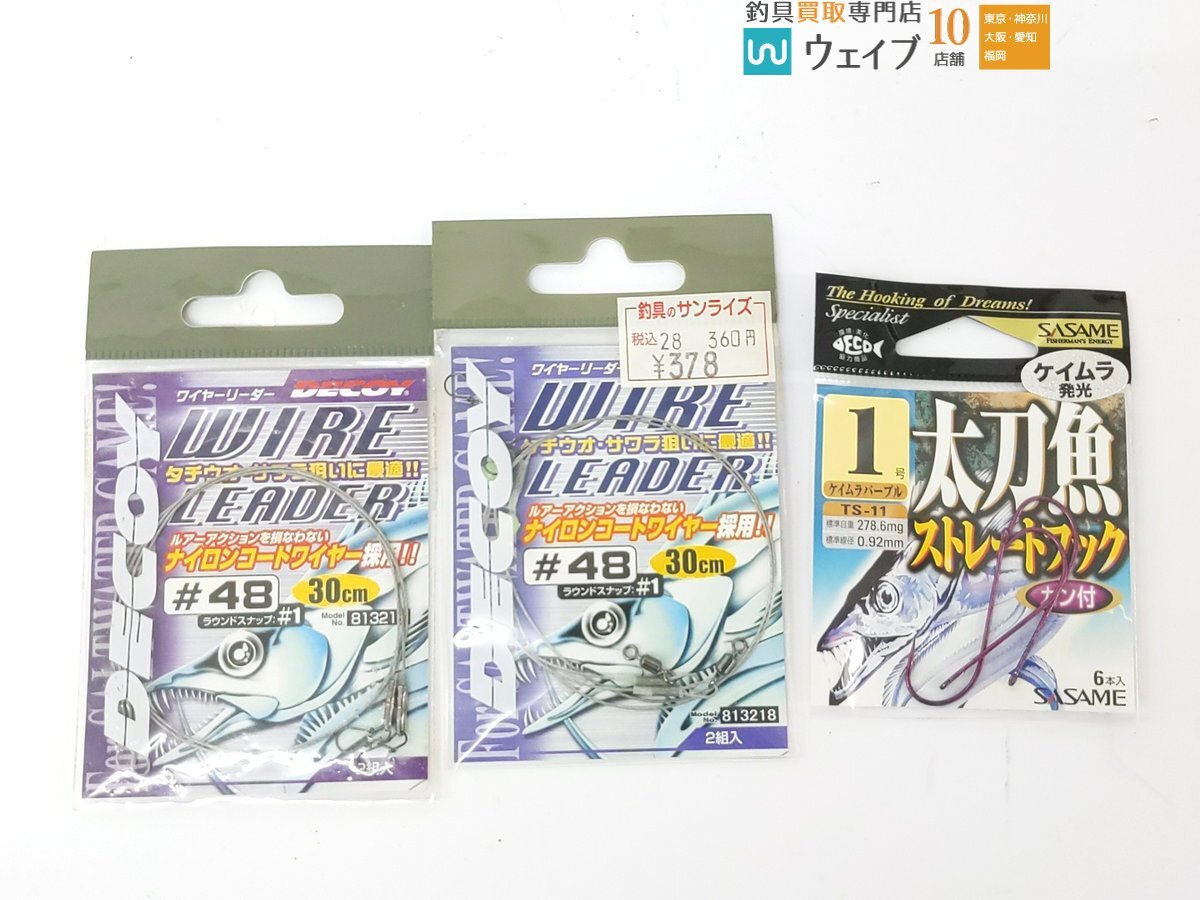 釣具買取専門店
ウェイブ
10
店舗
東京・神奈川
大阪・愛知
福岡
ワイヤーリーダー DECOY
WIRE
タチウオ・サワラ狙いに最適!!
LEADER
ルアーアクションを損なわない
ナイロンコートワイヤー採用!!
#48
30cm
ラウンドスナップ:#1
Model No. 81321
DECOY
2組入
釣具のサンライズ
税込 28 360円
¥378
ワイヤーリーダー
WIRE
タチウオ・サワラ狙いに最適!!
LEADER
ルアーアクションを損なわない
ナイロンコートワイヤー採用!!
#48
30cm
ラウンドスナップ:#1
DECOY
Model No. 813218
2組入
The Hooking of Dreams!
Specialist
SASAME
FISHERMAN'S ENERGY
DECO
ケイムラ
発光
1
号
ケイムラパープル
TS-11
標準自重 278.6mg
標準線径 0.92mm
太刀魚
ストレートフック
カン付
6本入
SASAME